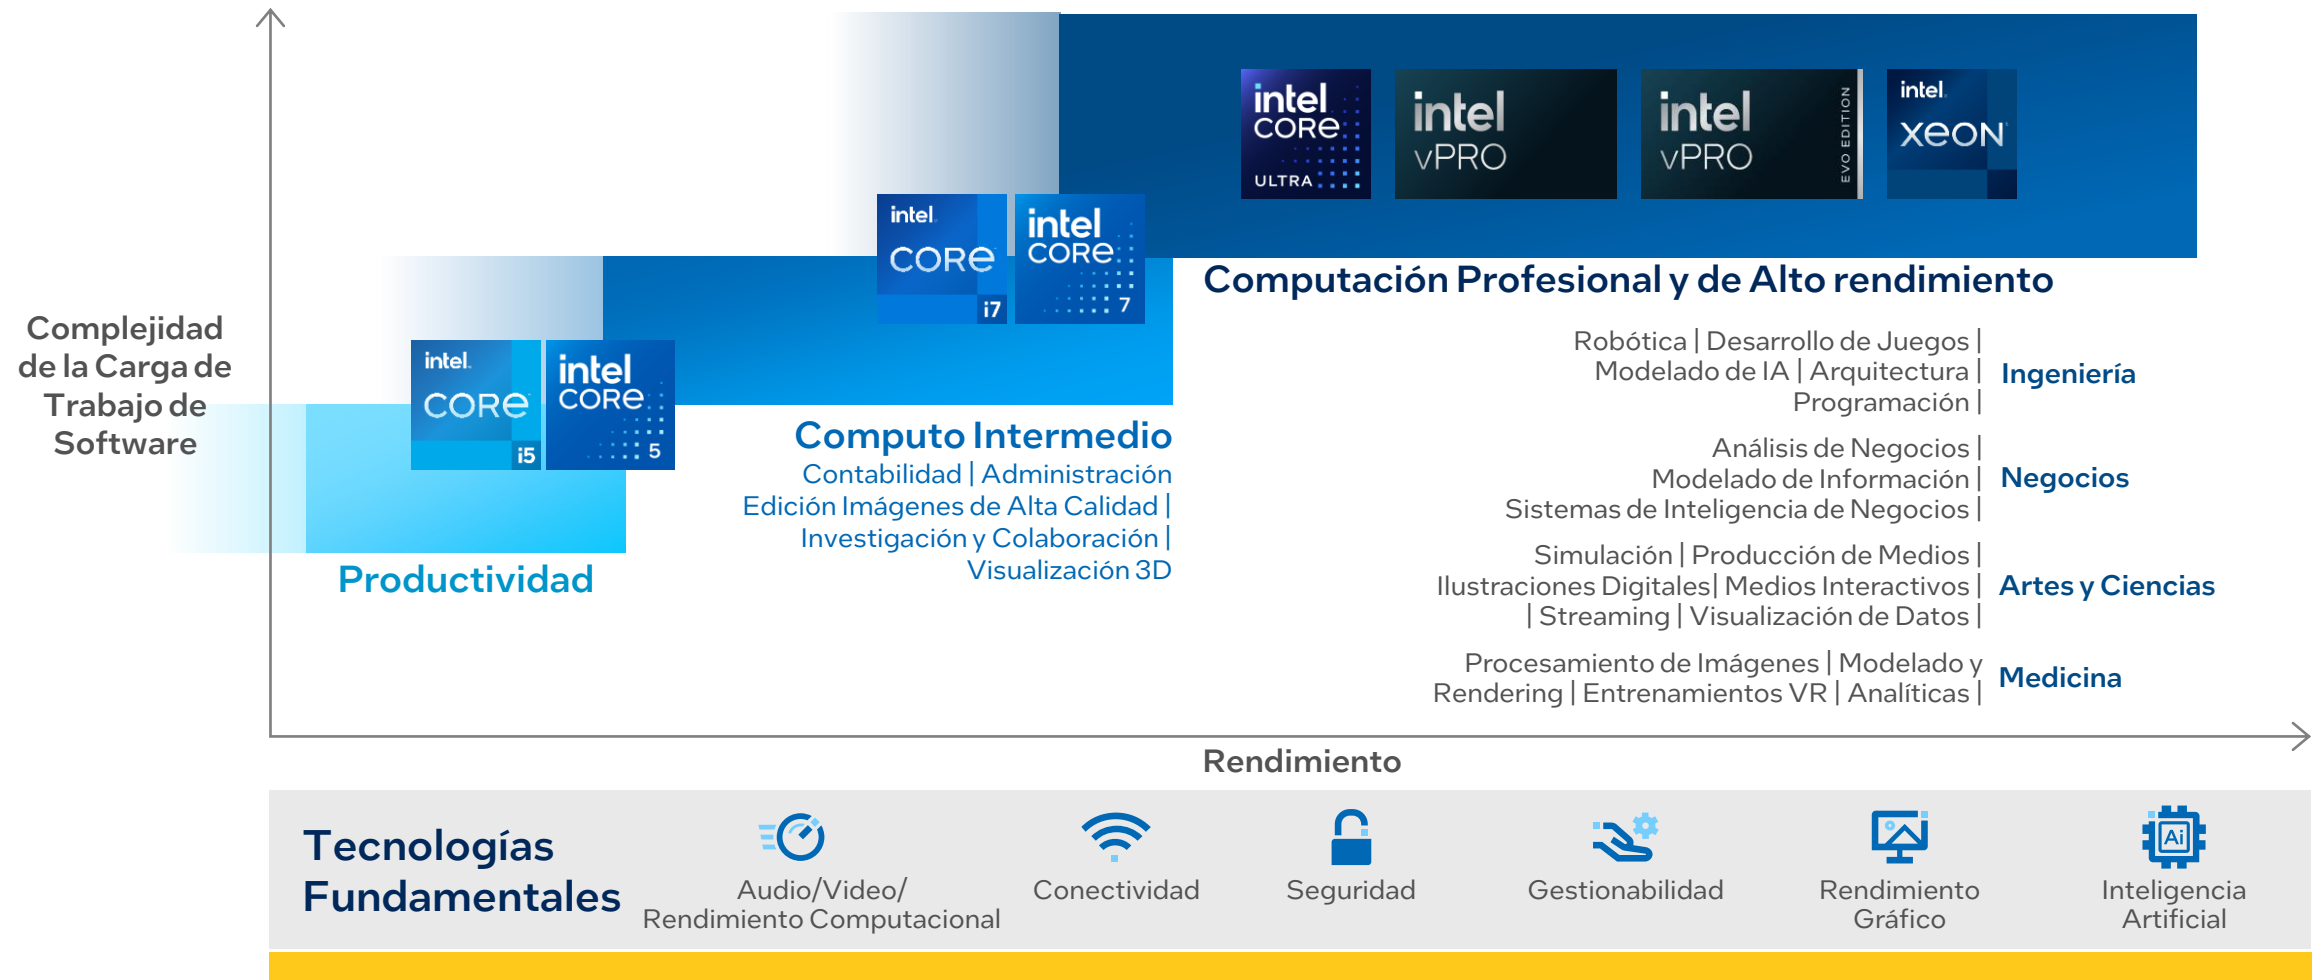 Complejidad
de la Carga de
Trabajo de
Software
intel.
CORe
i5
intel
CORe
5
Productividad
intel.
CORe
i7
intel
CORe
7
Computo Intermedio
Contabilidad | Administración
Edición Imágenes de Alta Calidad |
Investigación y Colaboración |
Visualización 3D
intel
CORe
ULTRA
intel
vPRO
intel
vPRO
EVO EDITION
intel.
xeon
Computación Profesional y de Alto rendimiento
Robótica | Desarrollo de Juegos |
Modelado de IA | Arquitectura |
Programación |
Ingeniería
Análisis de Negocios |
Modelado de Información |
Sistemas de Inteligencia de Negocios |
Negocios
Simulación | Producción de Medios |
Ilustraciones Digitales| Medios Interactivos |
| Streaming | Visualización de Datos |
Artes y Ciencias
Procesamiento de Imágenes | Modelado y
Rendering | Entrenamientos VR | Analíticas |
Medicina
Rendimiento
Tecnologías
Fundamentales
Audio/Video/
Rendimiento Computacional
Conectividad
Seguridad
Gestionabilidad
Rendimiento
Gráfico
Ai
Inteligencia
Artificial